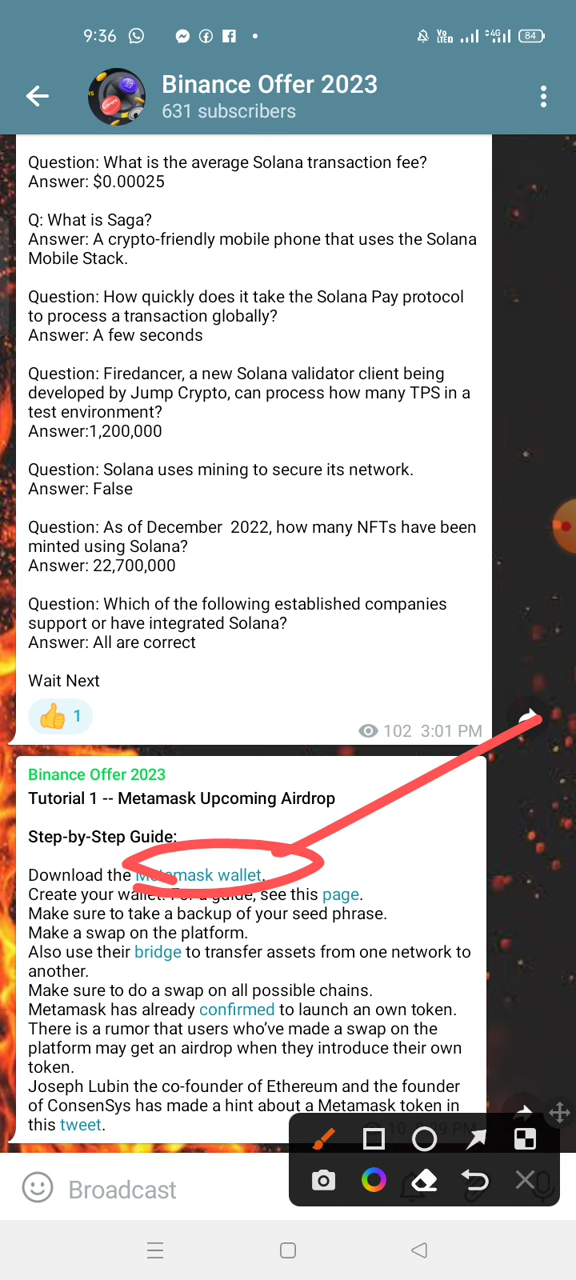 9:36
Vo LTED
4G
84
Binance Offer 2023
631 subscribers
Question: What is the average Solana transaction fee?
Answer: $0.00025
Q: What is Saga?
Answer: A crypto-friendly mobile phone that uses the Solana
Mobile Stack.
Question: How quickly does it take the Solana Pay protocol
to process a transaction globally?
Answer: A few seconds
Question: Firedancer, a new Solana validator client being
developed by Jump Crypto, can process how many TPS in a
test environment?
Answer:1,200,000
Question: Solana uses mining to secure its network.
Answer: False
Question: As of December  2022, how many NFTs have been
minted using Solana?
Answer: 22,700,000
Question: Which of the following established companies
support or have integrated Solana?
Answer: All are correct
Wait Next
1
102 3:01 PM
Binance Offer 2023
Tutorial 1 -- Metamask Upcoming Airdrop
Step-by-Step Guide:
Download the Metamask wallet.
Create your wallet. For a guide, see this page.
Make sure to take a backup of your seed phrase.
Make a swap on the platform.
Also use their bridge to transfer assets from one network to
another.
Make sure to do a swap on all possible chains.
Metamask has already confirmed to launch an own token.
There is a rumor that users who've made a swap on the
platform may get an airdrop when they introduce their own
token.
Joseph Lubin the co-founder of Ethereum and the founder
of ConsenSys has made a hint about a Metamask token in
this tweet.
Broadcast